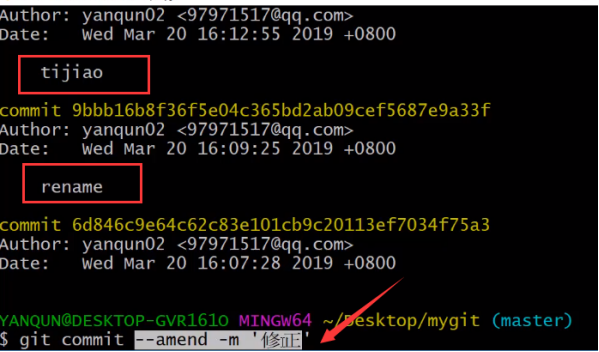 Author: yanqun02 <97971517@qq.com>
Date: Wed Mar 20 16:12:55 2019 +0800
tijiao
commit 9bbb16b8f36f5e04c365bd2ab09cef5687e9a33f
Author: yanqun02 <97971517@qq.com>
Date: Wed Mar 20 16:09:25 2019 +0800
rename
commit 6d846c9e64c62c83e101cb9c20113ef7034f75a3
Author: yanqun02 <97971517@qq.com>
Date: Wed Mar 20 16:07:28 2019 +0800
YANQUN@DESKTOP-GVR161O MINGW64 ~/Desktop/mygit (master)
$ git commit --amend -m '修正'